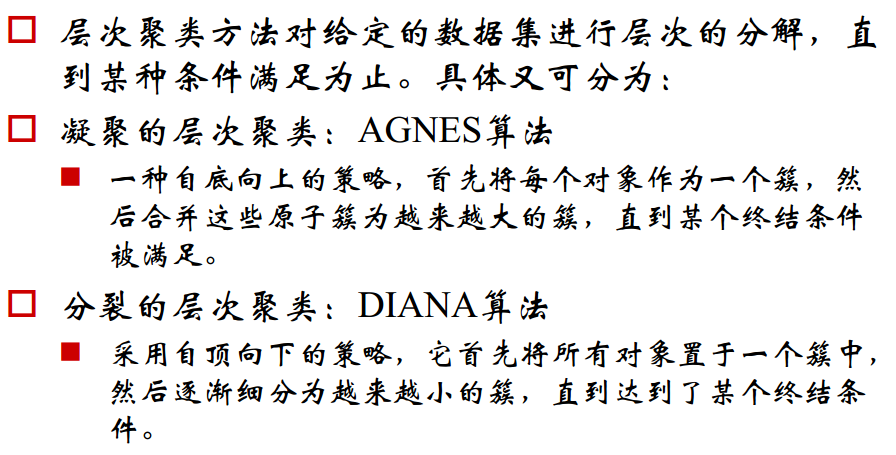 层次聚类方法对给定的数据集进行层次的分解，直
到某种条件满足为止。具体又可分为：
凝聚的层次聚类：AGNES算法
一种自底向上的策略，首先将每个对象作为一个簇，然
后合并这些原子簇为越来越大的簇，直到某个终结条件
被满足。
分裂的层次聚类：DIANA算法
采用自顶向下的策略，它首先将所有对象置于一个簇中，
然后逐渐细分为越来越小的簇，直到达到了某个终结条
件。